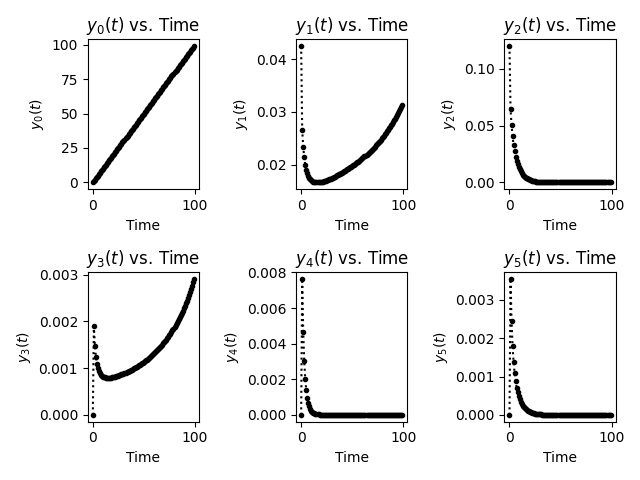 y₀(t) vs. Time
y₁(t) vs. Time
y₂(t) vs. Time
y₀(t)
100
75
50
25
0
0
100
Time
y₁(t)
0.04
0.03
0.02
0
100
Time
y₂(t)
0.10
0.05
0.00
0
100
Time
y₃(t) vs. Time
y₄(t) vs. Time
y₅(t) vs. Time
y₃(t)
0.003
0.002
0.001
0.000
0
100
Time
y₄(t)
0.008
0.006
0.004
0.002
0.000
0
100
Time
y₅(t)
0.003
0.002
0.001
0.000
0
100
Time